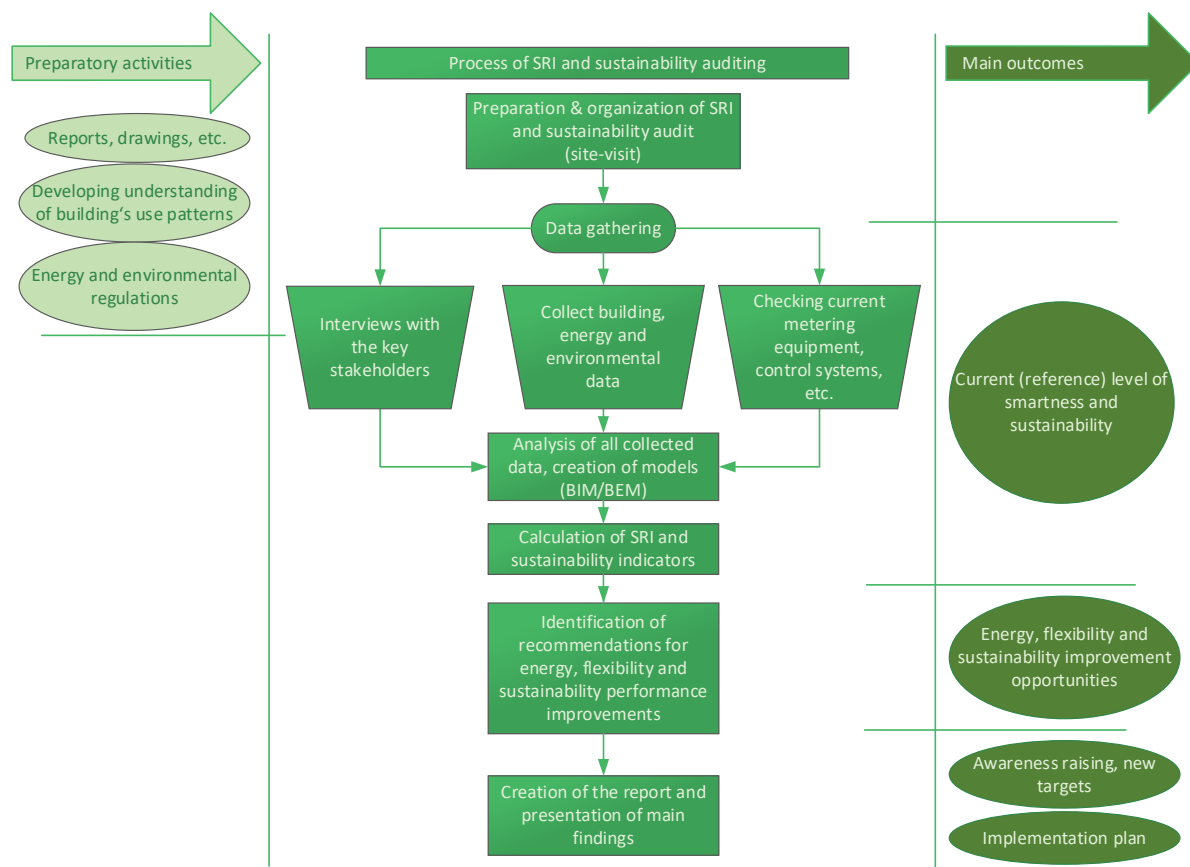 Preparatory activities
Reports, drawings, etc.
Developing understanding
of building‘s use patterns
Energy and environmental
regulations
Process of SRI and sustainability auditing
Preparation & organization of SRI
and sustainability audit
(site-visit)
Data gathering
Interviews with
the key
stakeholders
Collect building,
energy and
environmental
data
Checking current
metering
equipment,
control systems,
etc.
Analysis of all collected
data, creation of models
(BIM/BEM)
Calculation of SRI and
sustainability indicators
Identification of
recommendations for
energy, flexibility and
sustainability performance
improvements
Creation of the report and
presentation of main
findings
Main outcomes
Current (reference) level of
smartness and
sustainability
Energy, flexibility and
sustainability improvement
opportunities
Awareness raising, new
targets
Implementation plan